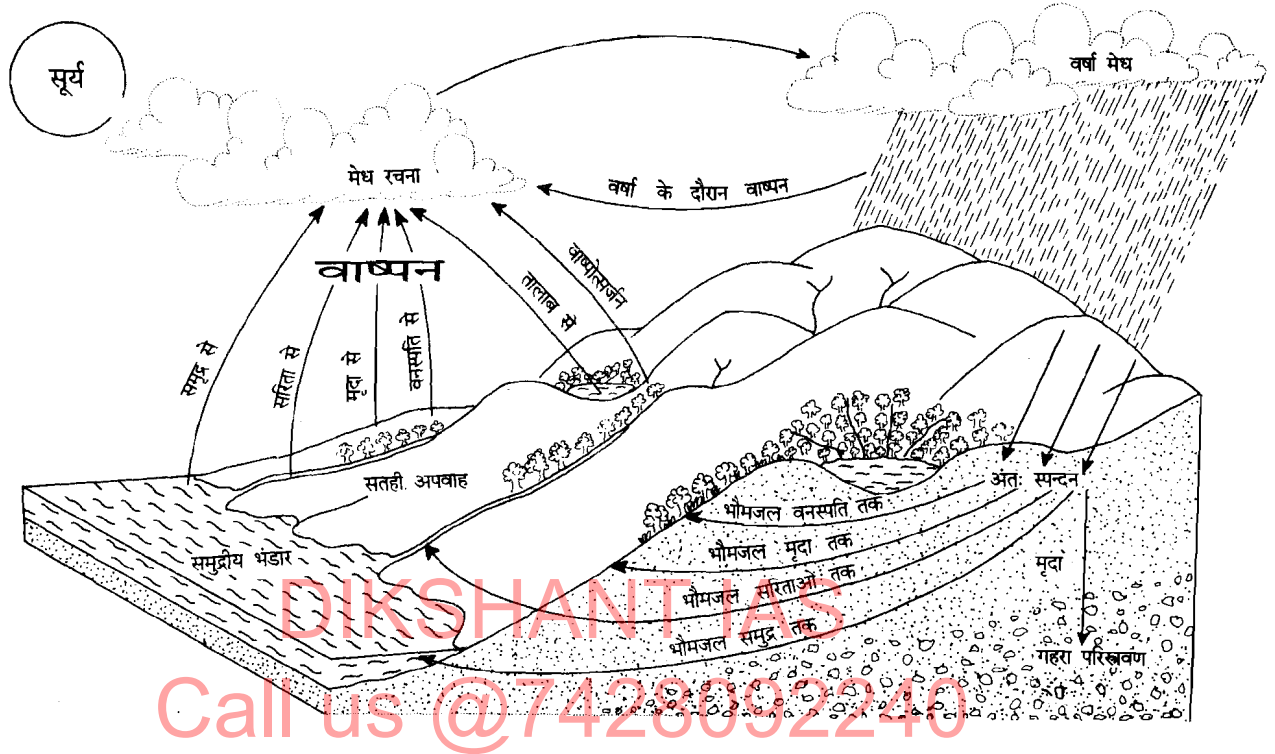 सूर्य
वर्षा मेध
मेध रचना
वर्षा के दौरान वाष्पन
वाष्पन
वाष्पोत्सर्जन
तालाब से
समुद्र से
सरिता से
मृदा से
वनस्पति से
सतही अपवाह
अंतः स्पन्दन
भौमजल वनस्पति तक
भौमजल मृदा तक
मृदा
समुद्रीय भंडार
भौमजल सरिताओं तक
भौमजल समुद्र तक
गहरा परिस्त्रवण
DIKSHANT IAS
Call us @7428092240